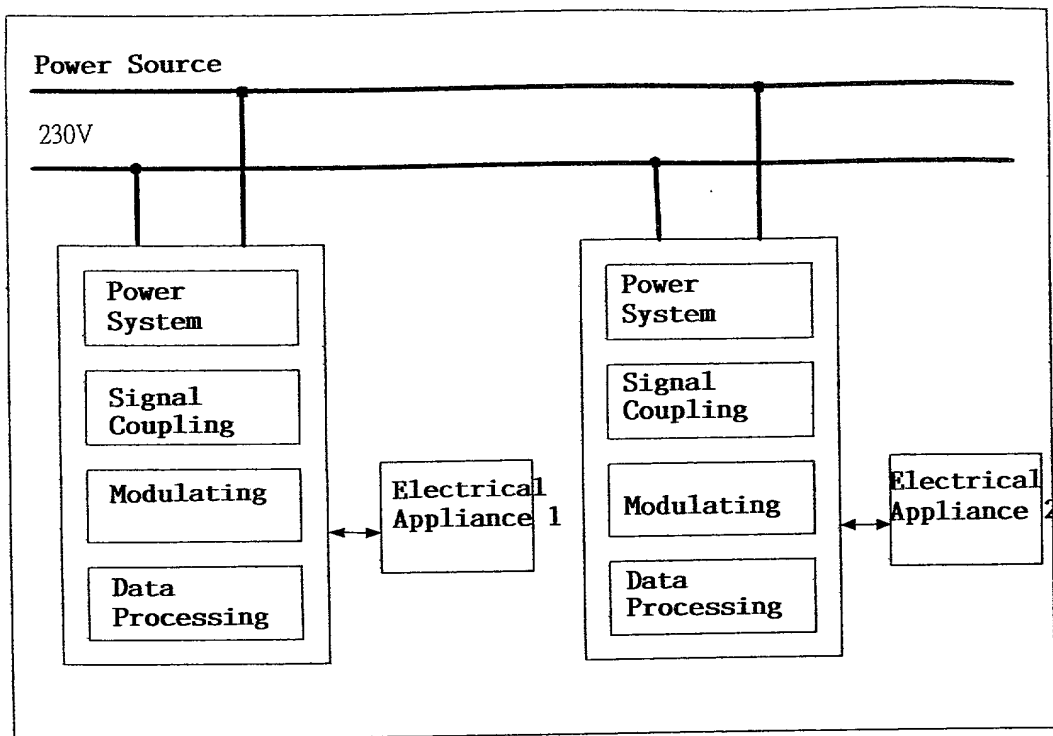 Power Source
230V
Power
System
Signal
Coupling
Modulating
Data
Processing
Electrical
Appliance 1
Power
System
Signal
Coupling
Modulating
Data
Processing
Electrical
Appliance 2